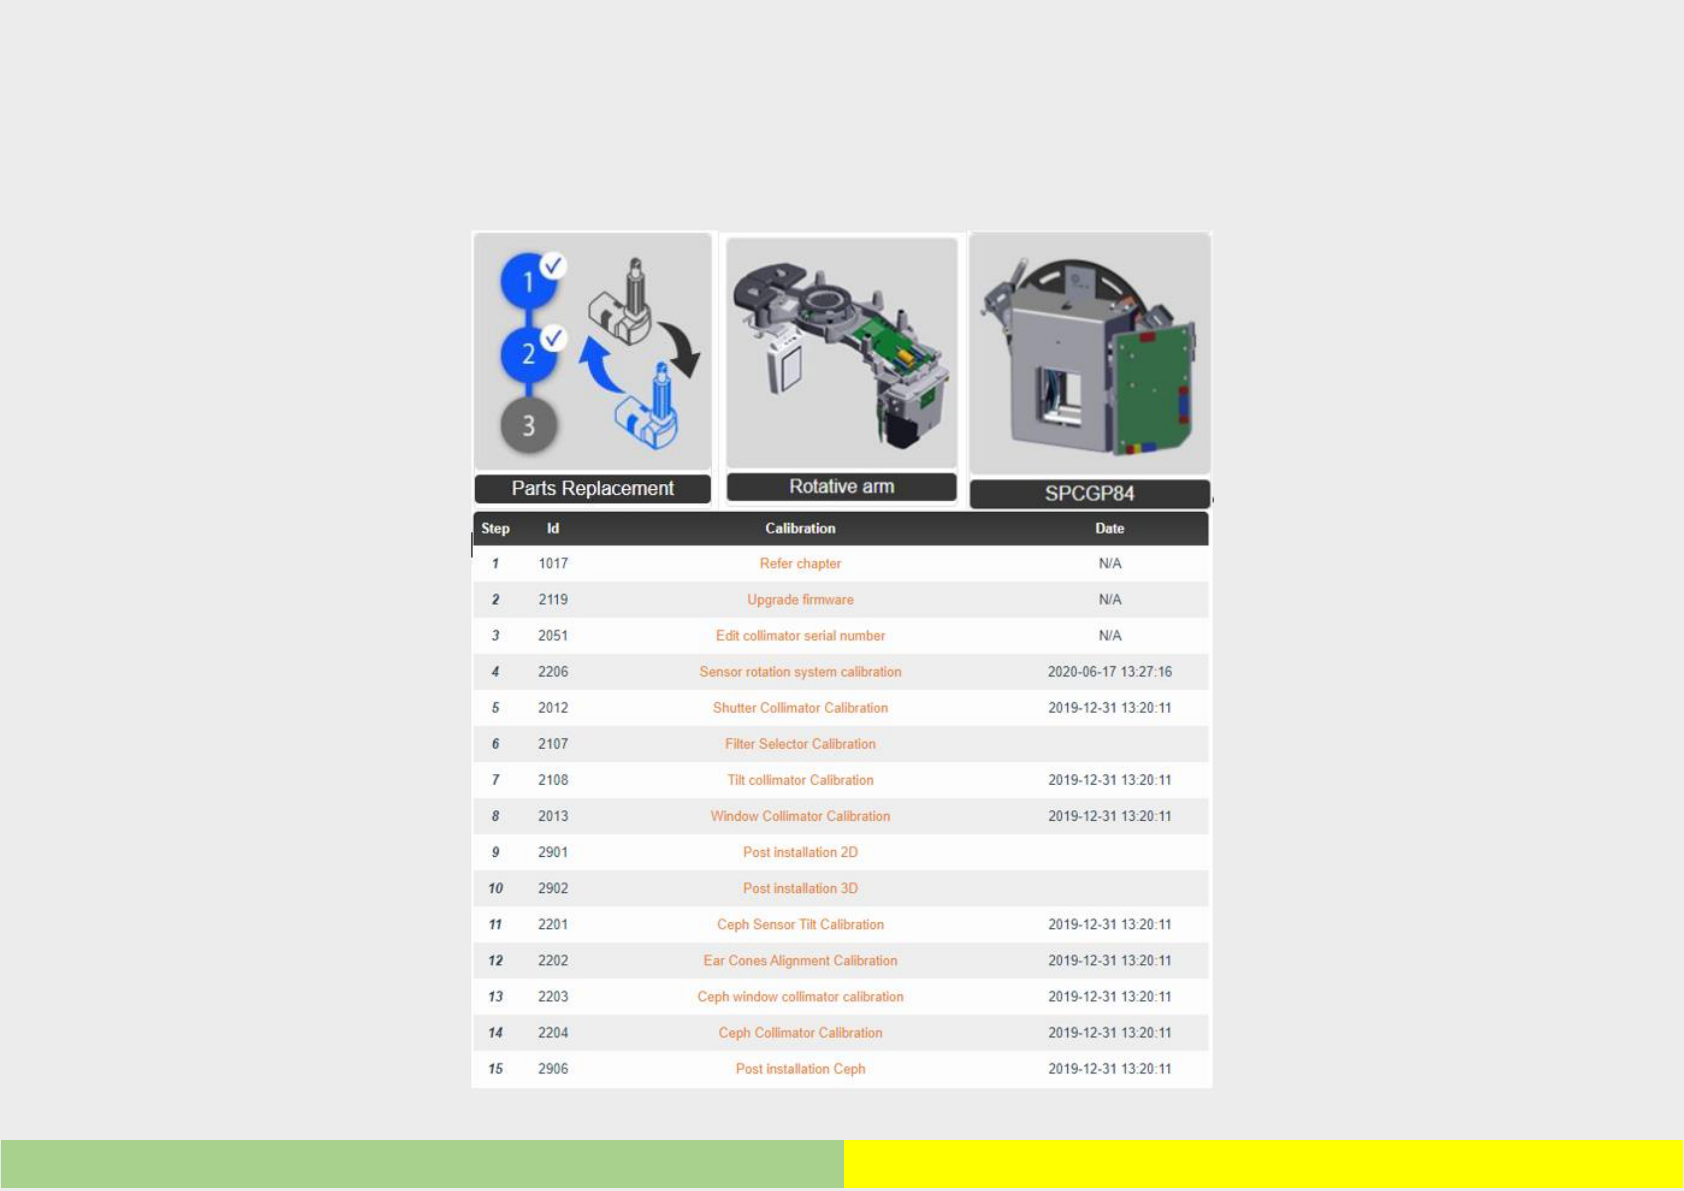 1
2
3
Parts Replacement
Rotative arm
SPCGP84
Step Id Calibration Date
1 1017 Refer chapter N/A
2 2119 Upgrade firmware N/A
3 2051 Edit collimator serial number N/A
4 2206 Sensor rotation system calibration 2020-06-17 13:27:16
5 2012 Shutter Collimator Calibration 2019-12-31 13:20:11
6 2107 Filter Selector Calibration
7 2108 Tilt collimator Calibration 2019-12-31 13:20:11
8 2013 Window Collimator Calibration 2019-12-31 13:20:11
9 2901 Post installation 2D
10 2902 Post installation 3D
11 2201 Ceph Sensor Tilt Calibration 2019-12-31 13:20:11
12 2202 Ear Cones Alignment Calibration 2019-12-31 13:20:11
13 2203 Ceph window collimator calibration 2019-12-31 13:20:11
14 2204 Ceph Collimator Calibration 2019-12-31 13:20:11
15 2906 Post installation Ceph 2019-12-31 13:20:11